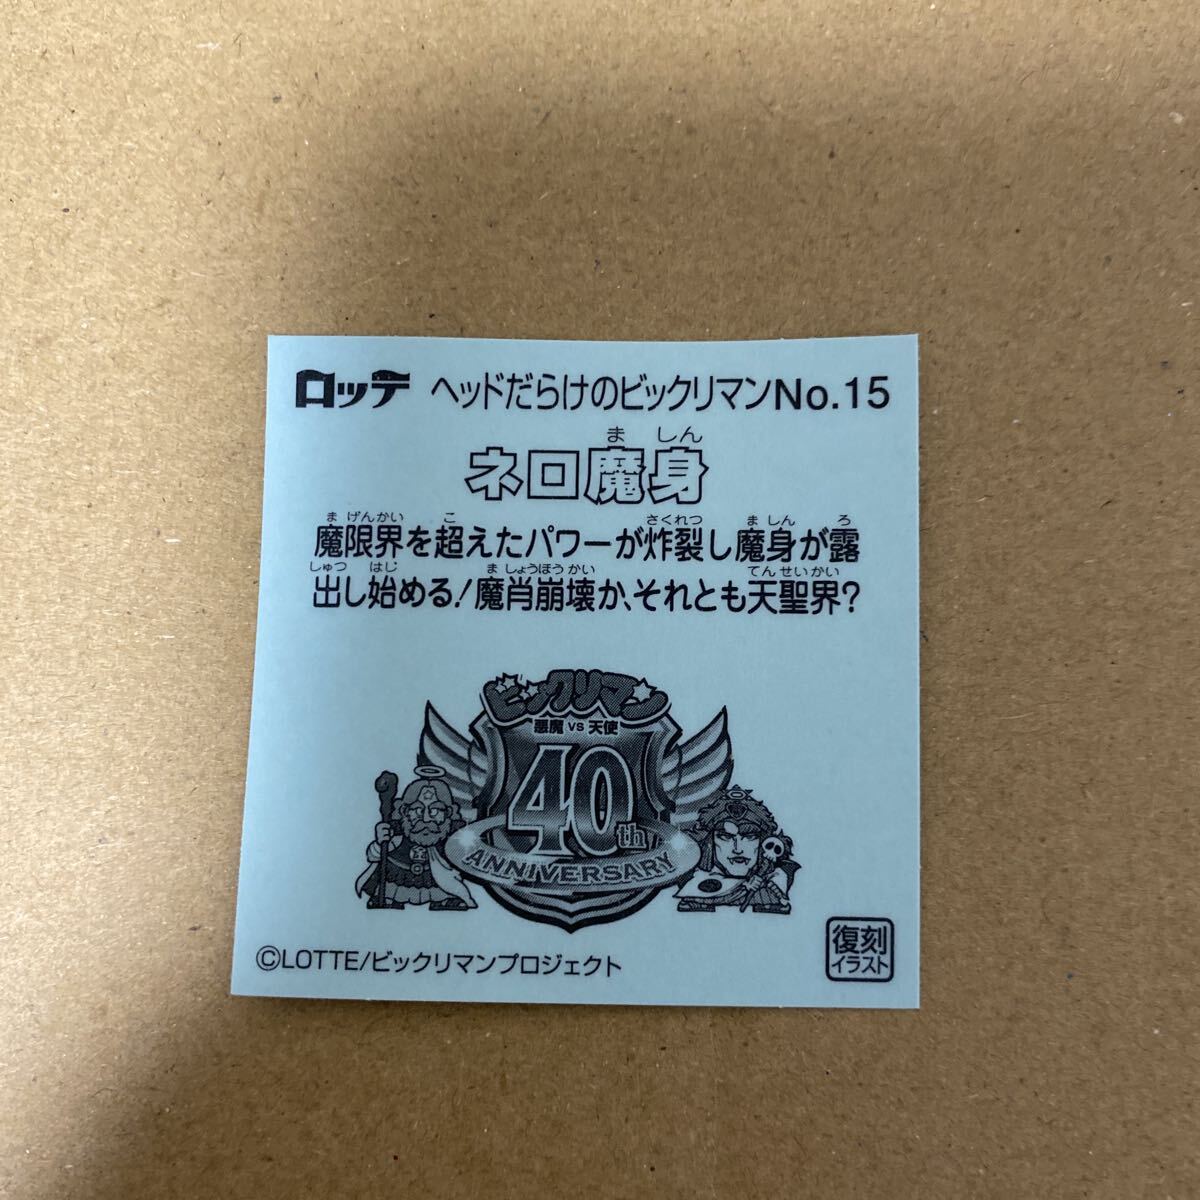 ロッテ ヘッドだらけのビックリマンNo.15
ま しん
ネロ魔身
ま げんかい こ さくれつ ま しん ろ
魔限界を超えたパワーが炸裂し魔身が露
しゅつ はじ ま しょうほうかい てんせいかい
出し始める!魔肖崩壊か、それとも天聖界?
ビックリマン
悪魔 VS 天使
40th
ANNIVERSARY
©LOTTE/ビックリマンプロジェクト
復刻
イラスト